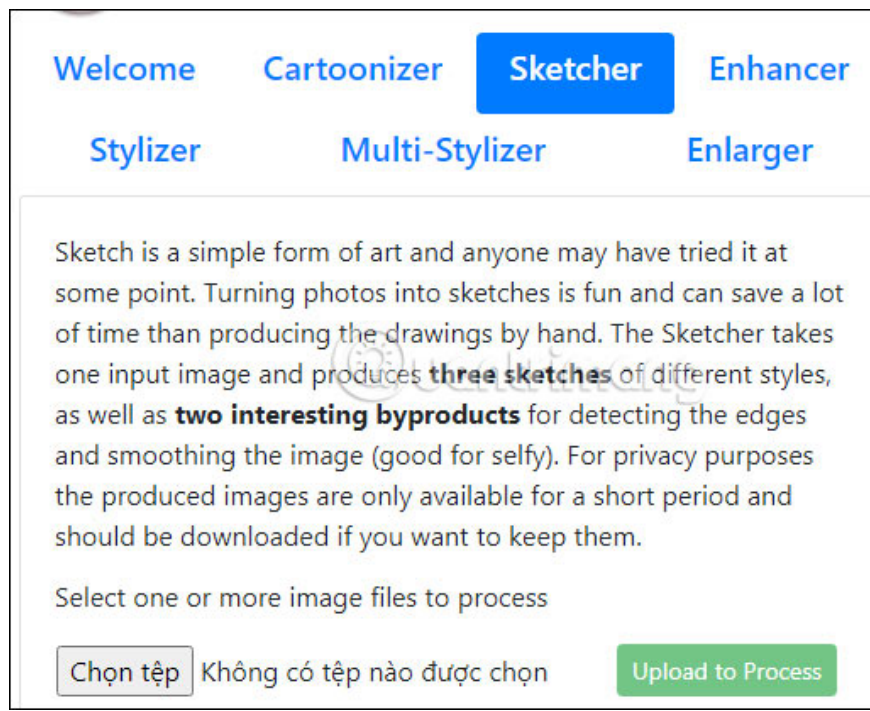 Welcome Cartoonizer Sketcher Enhancer
Stylizer Multi-Stylizer Enlarger
Sketch is a simple form of art and anyone may have tried it at
some point. Turning photos into sketches is fun and can save a lot
of time than producing the drawings by hand. The Sketcher takes
one input image and produces three sketches of different styles,
as well as two interesting byproducts for detecting the edges
and smoothing the image (good for selfy). For privacy purposes
the produced images are only available for a short period and
should be downloaded if you want to keep them.
Select one or more image files to process
Chọn tệp Không có tệp nào được chọn Upload to Process
Quantrimang